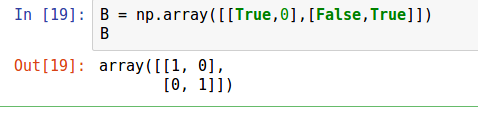 In [19]: B = np.array([[True,0],[False,True]])
B
Out[19]: array([[1, 0],
[0, 1]])